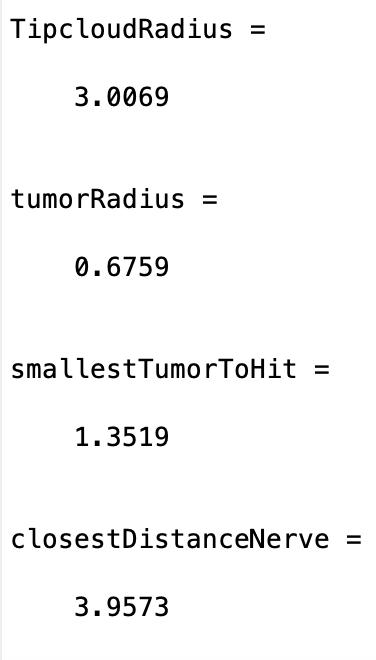 TipcloudRadius =
3.0069
tumorRadius =
0.6759
smallestTumorToHit =
1.3519
closestDistanceNerve =
3.9573